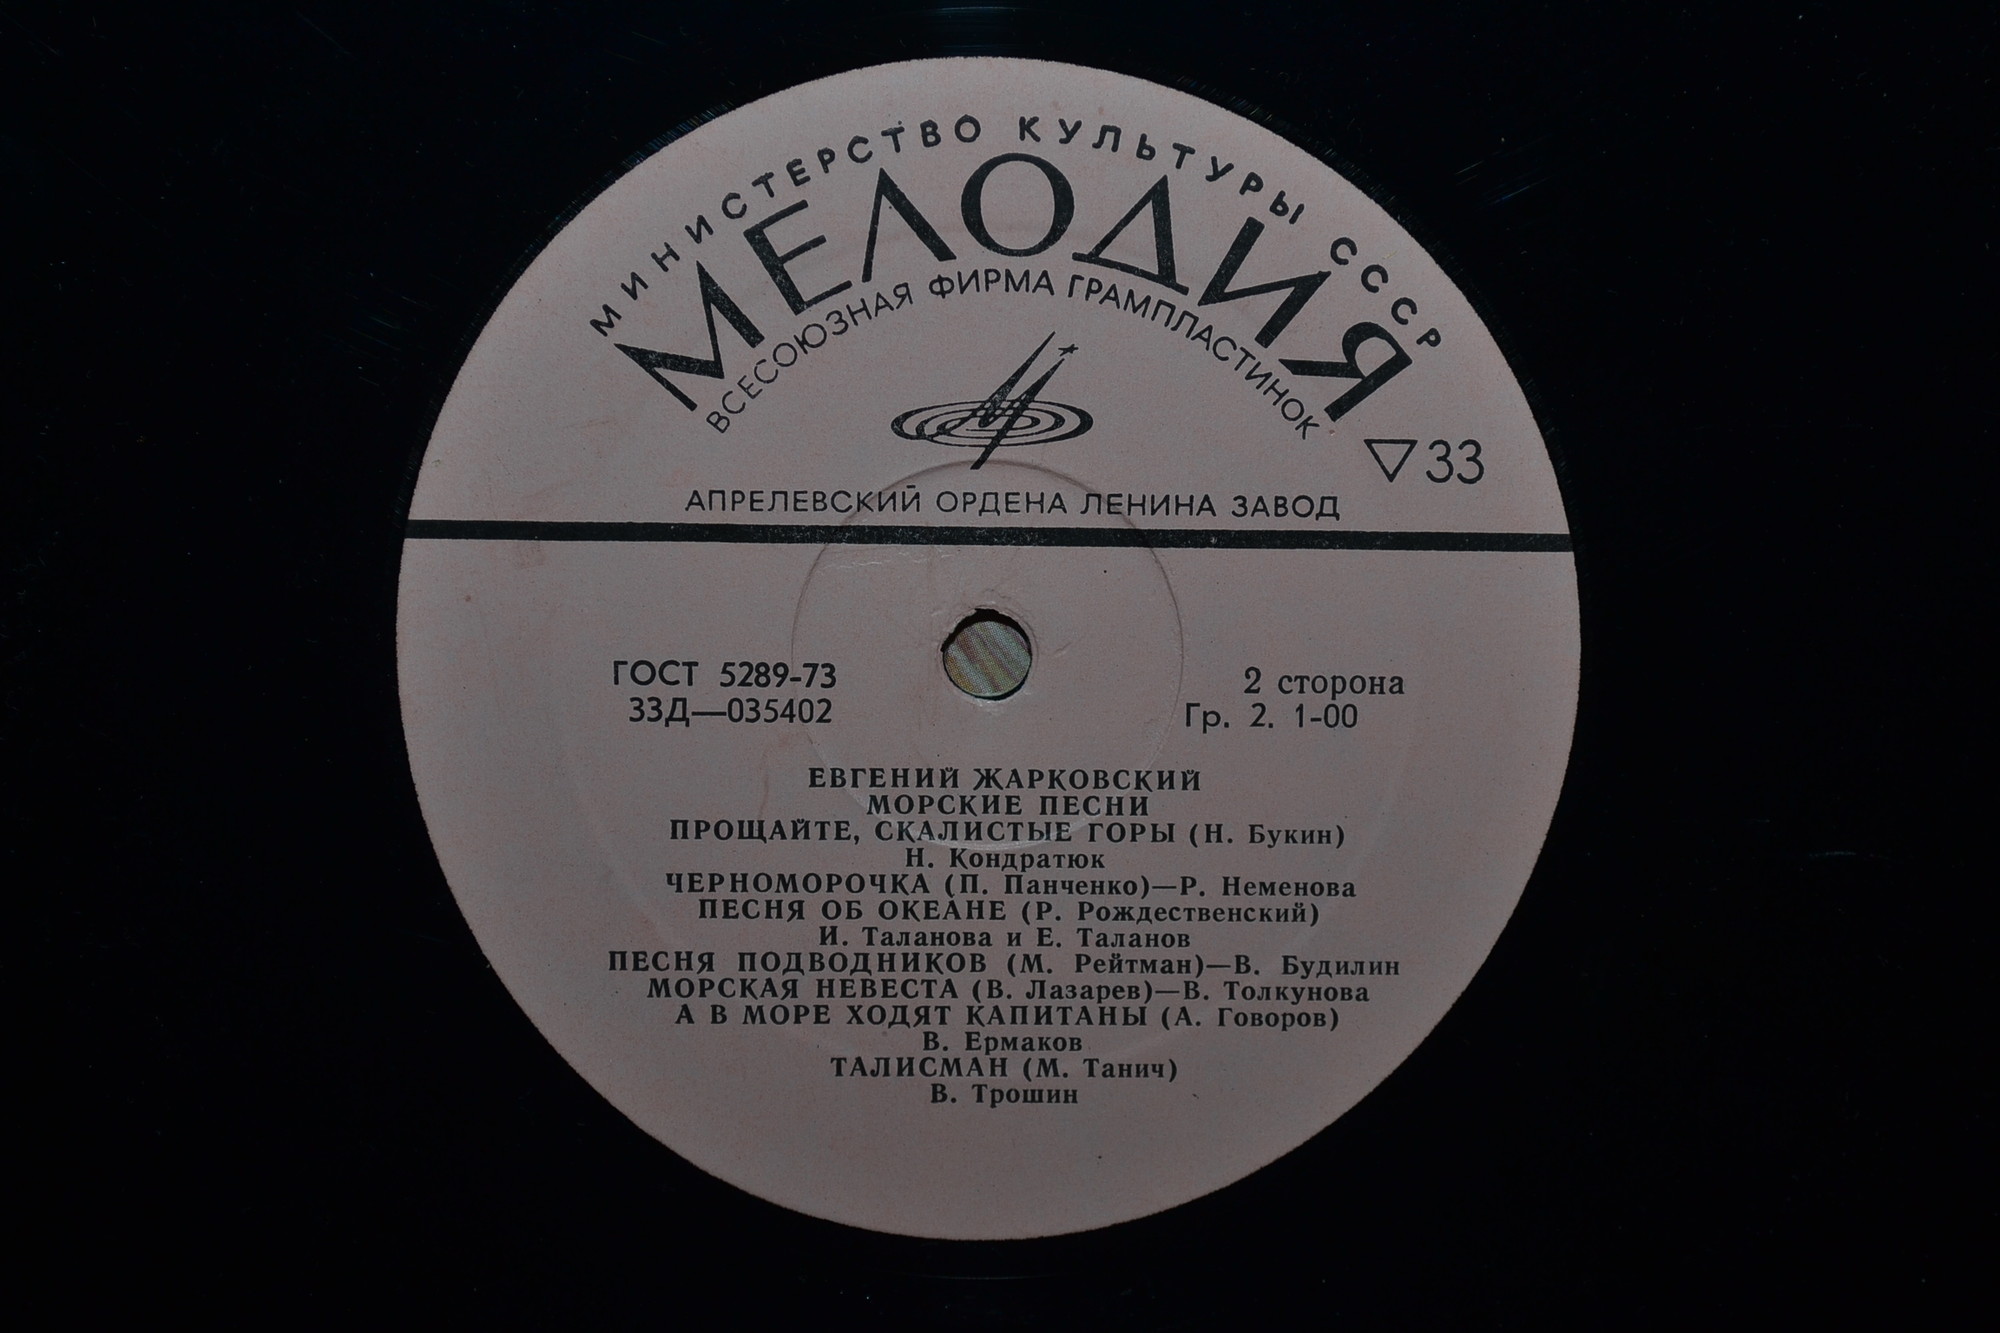 МИНИСТЕРСТВО КУЛЬТУРЫ СССР
МЕЛОДИЯ
ВСЕСОЮЗНАЯ ФИРМА ГРАМПЛАСТИНОК
▽33
АПРЕЛЕВСКИЙ ОРДЕНА ЛЕНИНА ЗАВОД
ГОСТ 5289-73
33Д—035402
2 сторона
Гр. 2. 1-00
ЕВГЕНИЙ ЖАРКОВСКИЙ
МОРСКИЕ ПЕСНИ
ПРОЩАЙТЕ, СКАЛИСТЫЕ ГОРЫ (Н. Букин)
Н. Кондратюк
ЧЕРНОМОРОЧКА (П. Панченко)—Р. Неменова
ПЕСНЯ ОБ ОКЕАНЕ (Р. Рождественский)
И. Таланова и Е. Таланов
ПЕСНЯ ПОДВОДНИКОВ (М. Рейтман)—В. Будилин
МОРСКАЯ НЕВЕСТА (В. Лазарев)—В. Толкунова
А В МОРЕ ХОДЯТ КАПИТАНЫ (А. Говоров)
В. Ермаков
ТАЛИСМАН (М. Танич)
В. Трошин